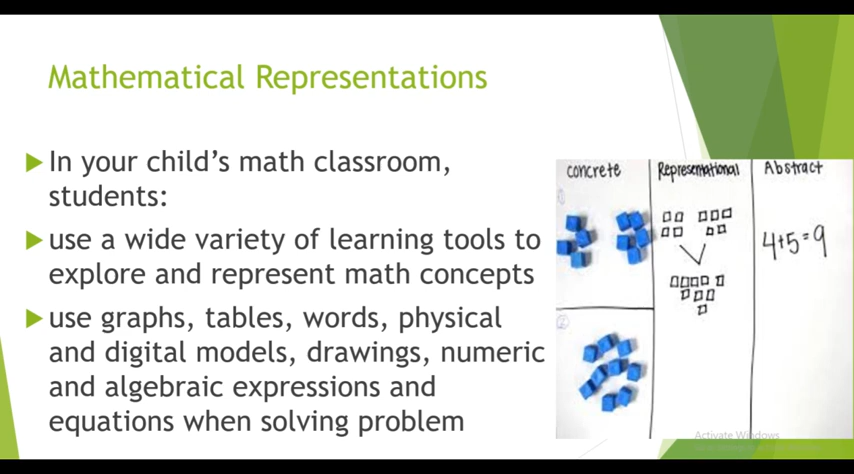 Mathematical Representations
In your child's math classroom,
students:
use a wide variety of learning tools to
explore and represent math concepts
use graphs, tables, words, physical
and digital models, drawings, numeric
and algebraic expressions and
equations when solving problem
concrete
Representational
Abstract
1
4+5=9
2
Activate Windows